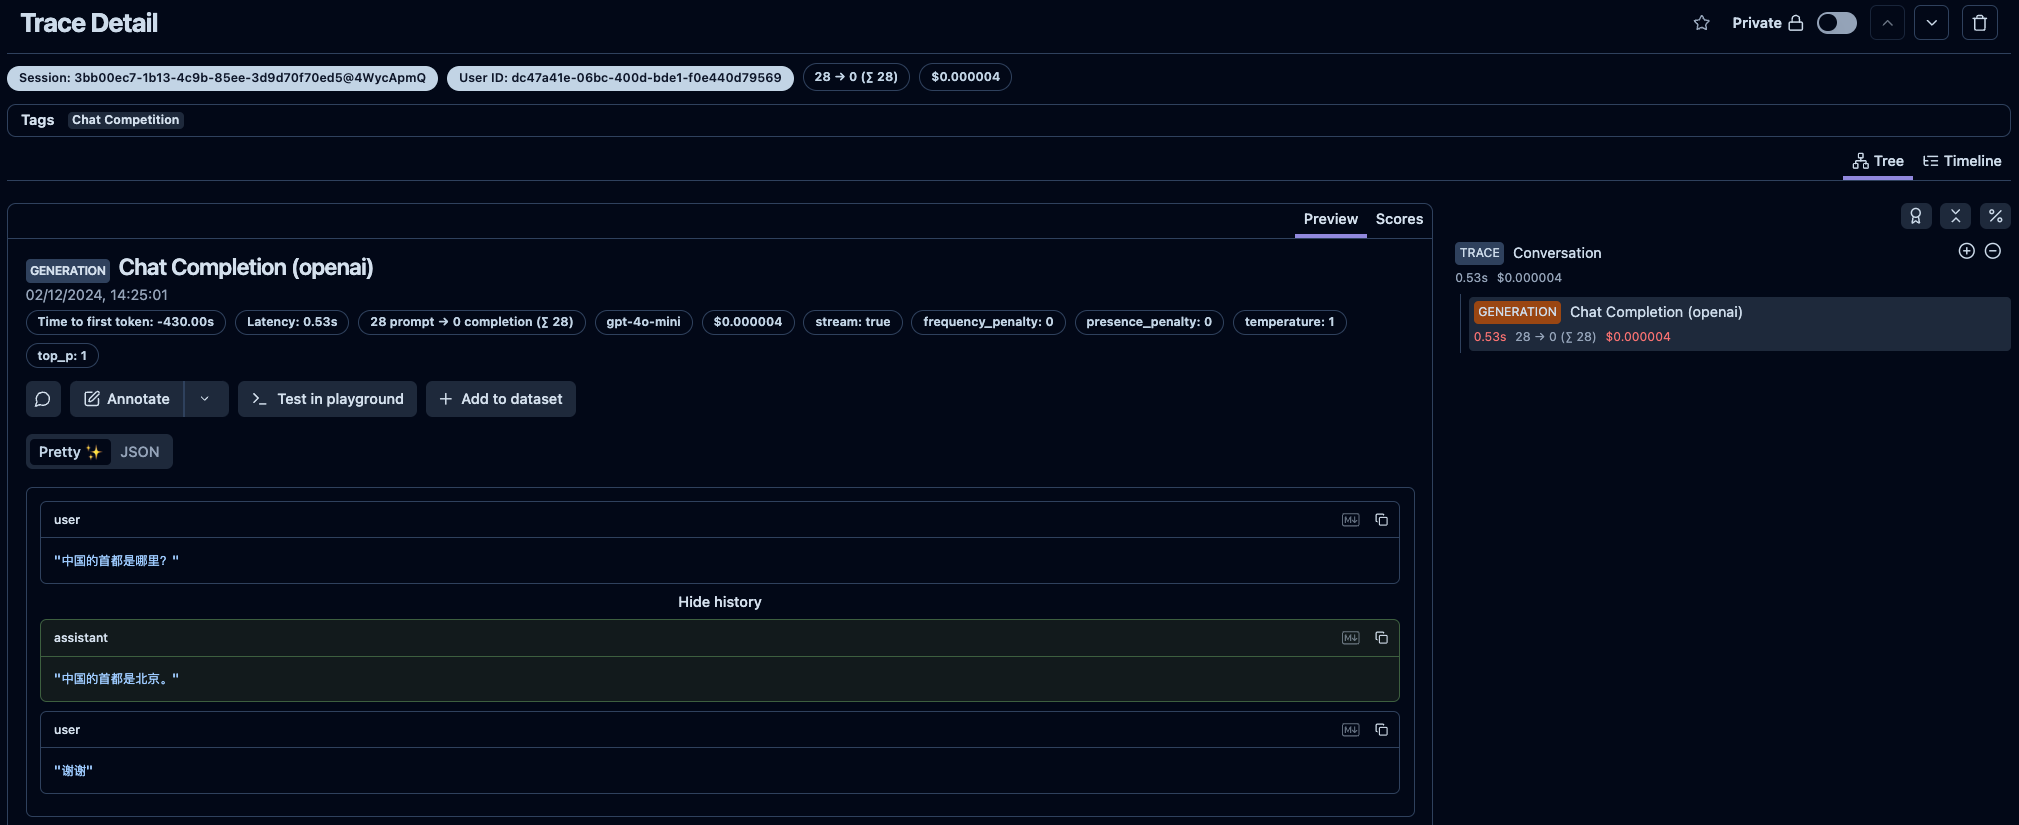 Trace Detail
Private
Session: 3bb00ec7-1b13-4c9b-85ee-3d9d70f70ed5@4WycApmQ
User ID: dc47a41e-06bc-400d-bde1-f0e440d79569
28 → 0 (∑ 28)
$0.000004
Tags
Chat Competition
Tree
Timeline
Preview
Scores
GENERATION Chat Completion (openai)
02/12/2024, 14:25:01
Time to first token: -430.00s
Latency: 0.53s
28 prompt → 0 completion (∑ 28)
gpt-4o-mini
$0.000004
stream: true
frequency_penalty: 0
presence_penalty: 0
temperature: 1
top_p: 1
Annotate
Test in playground
Add to dataset
Pretty ✨
JSON
user
"中国的首都是哪里？"
Hide history
assistant
"中国的首都是北京。"
user
"谢谢"
TRACE Conversation
0.53s $0.000004
GENERATION Chat Completion (openai)
0.53s 28 → 0 (∑ 28) $0.000004